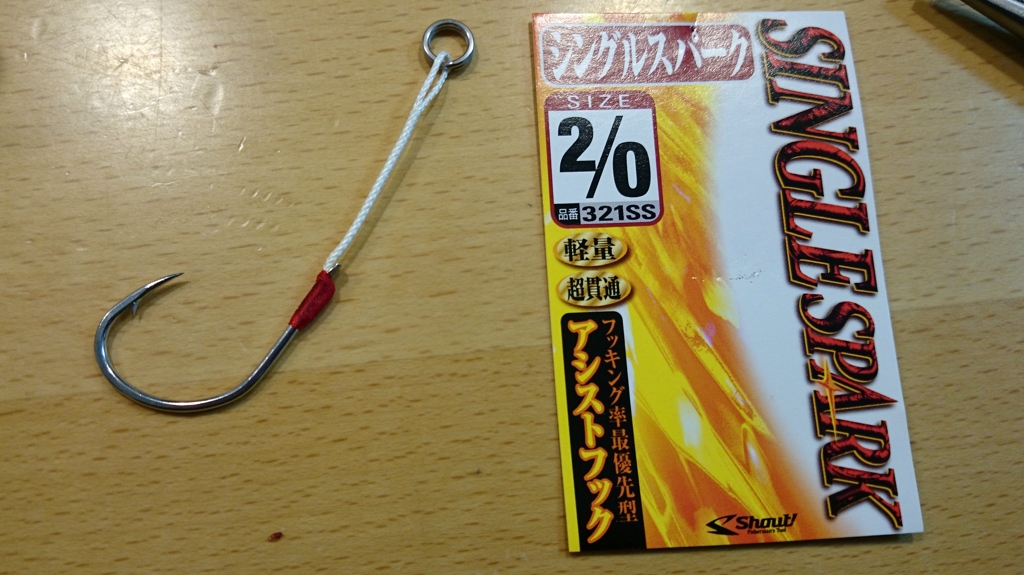 シングルスパーク
SIZE
2/0
品番 321SS
軽量
超貫通
フッキング率最優先型
アシストフック
SINGLE SPARK
Shout!
Fisherman's Tool